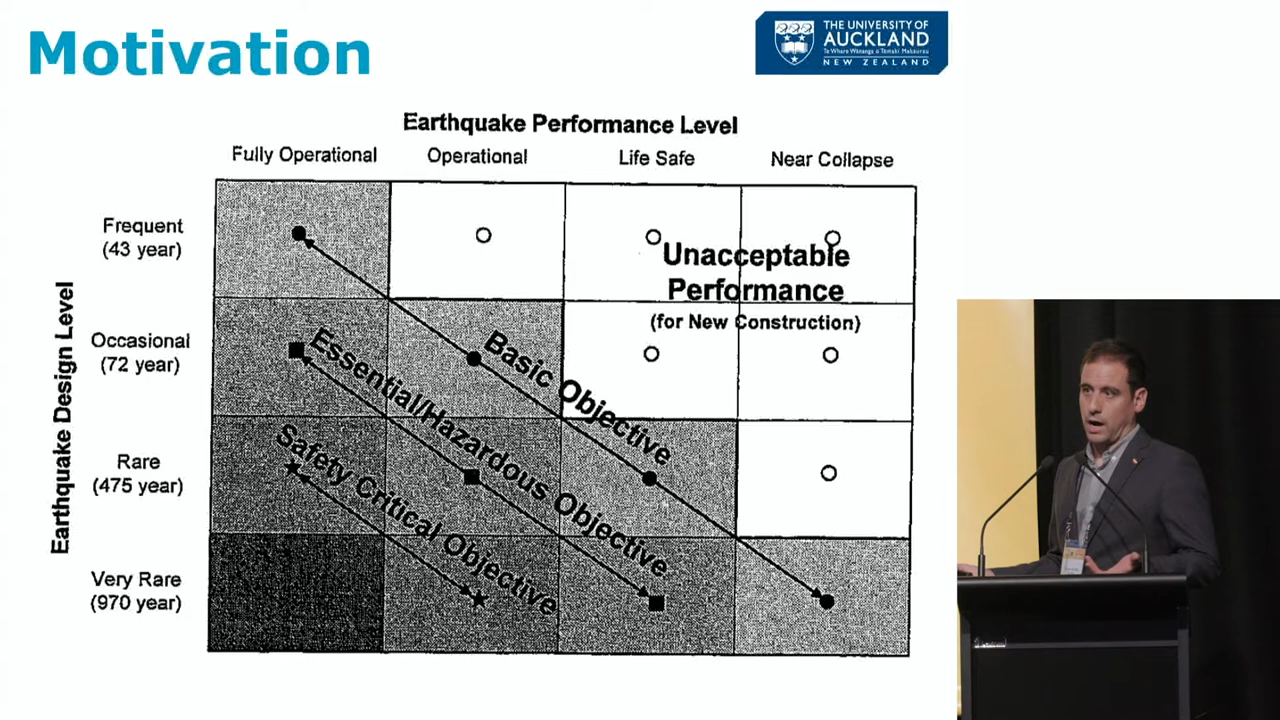 Motivation
THE UNIVERSITY OF
AUCKLAND
Te Whare Wānanga o Tāmaki Makaurau
NEW ZEALAND
Earthquake Performance Level
Fully Operational
Operational
Life Safe
Near Collapse
Earthquake Design Level
Frequent
(43 year)
Occasional
(72 year)
Rare
(475 year)
Very Rare
(970 year)
Unacceptable
Performance
(for New Construction)
Basic Objective
Essential/Hazardous Objective
Safety Critical Objective